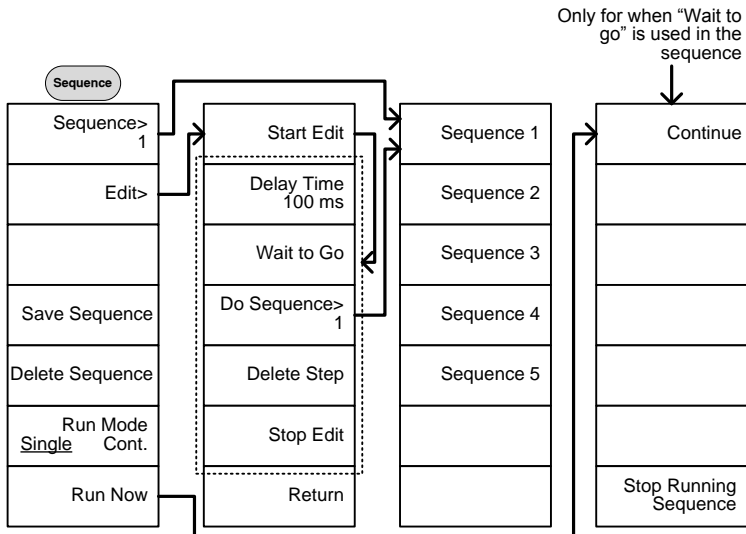 Only for when “Wait to
go” is used in the
sequence
Sequence
Sequence>
1
Edit>
Save Sequence
Delete Sequence
Run Mode
Single Cont.
Run Now
Start Edit
Delay Time
100 ms
Wait to Go
Do Sequence>
1
Delete Step
Stop Edit
Return
Sequence 1
Sequence 2
Sequence 3
Sequence 4
Sequence 5
Continue
Stop Running
Sequence